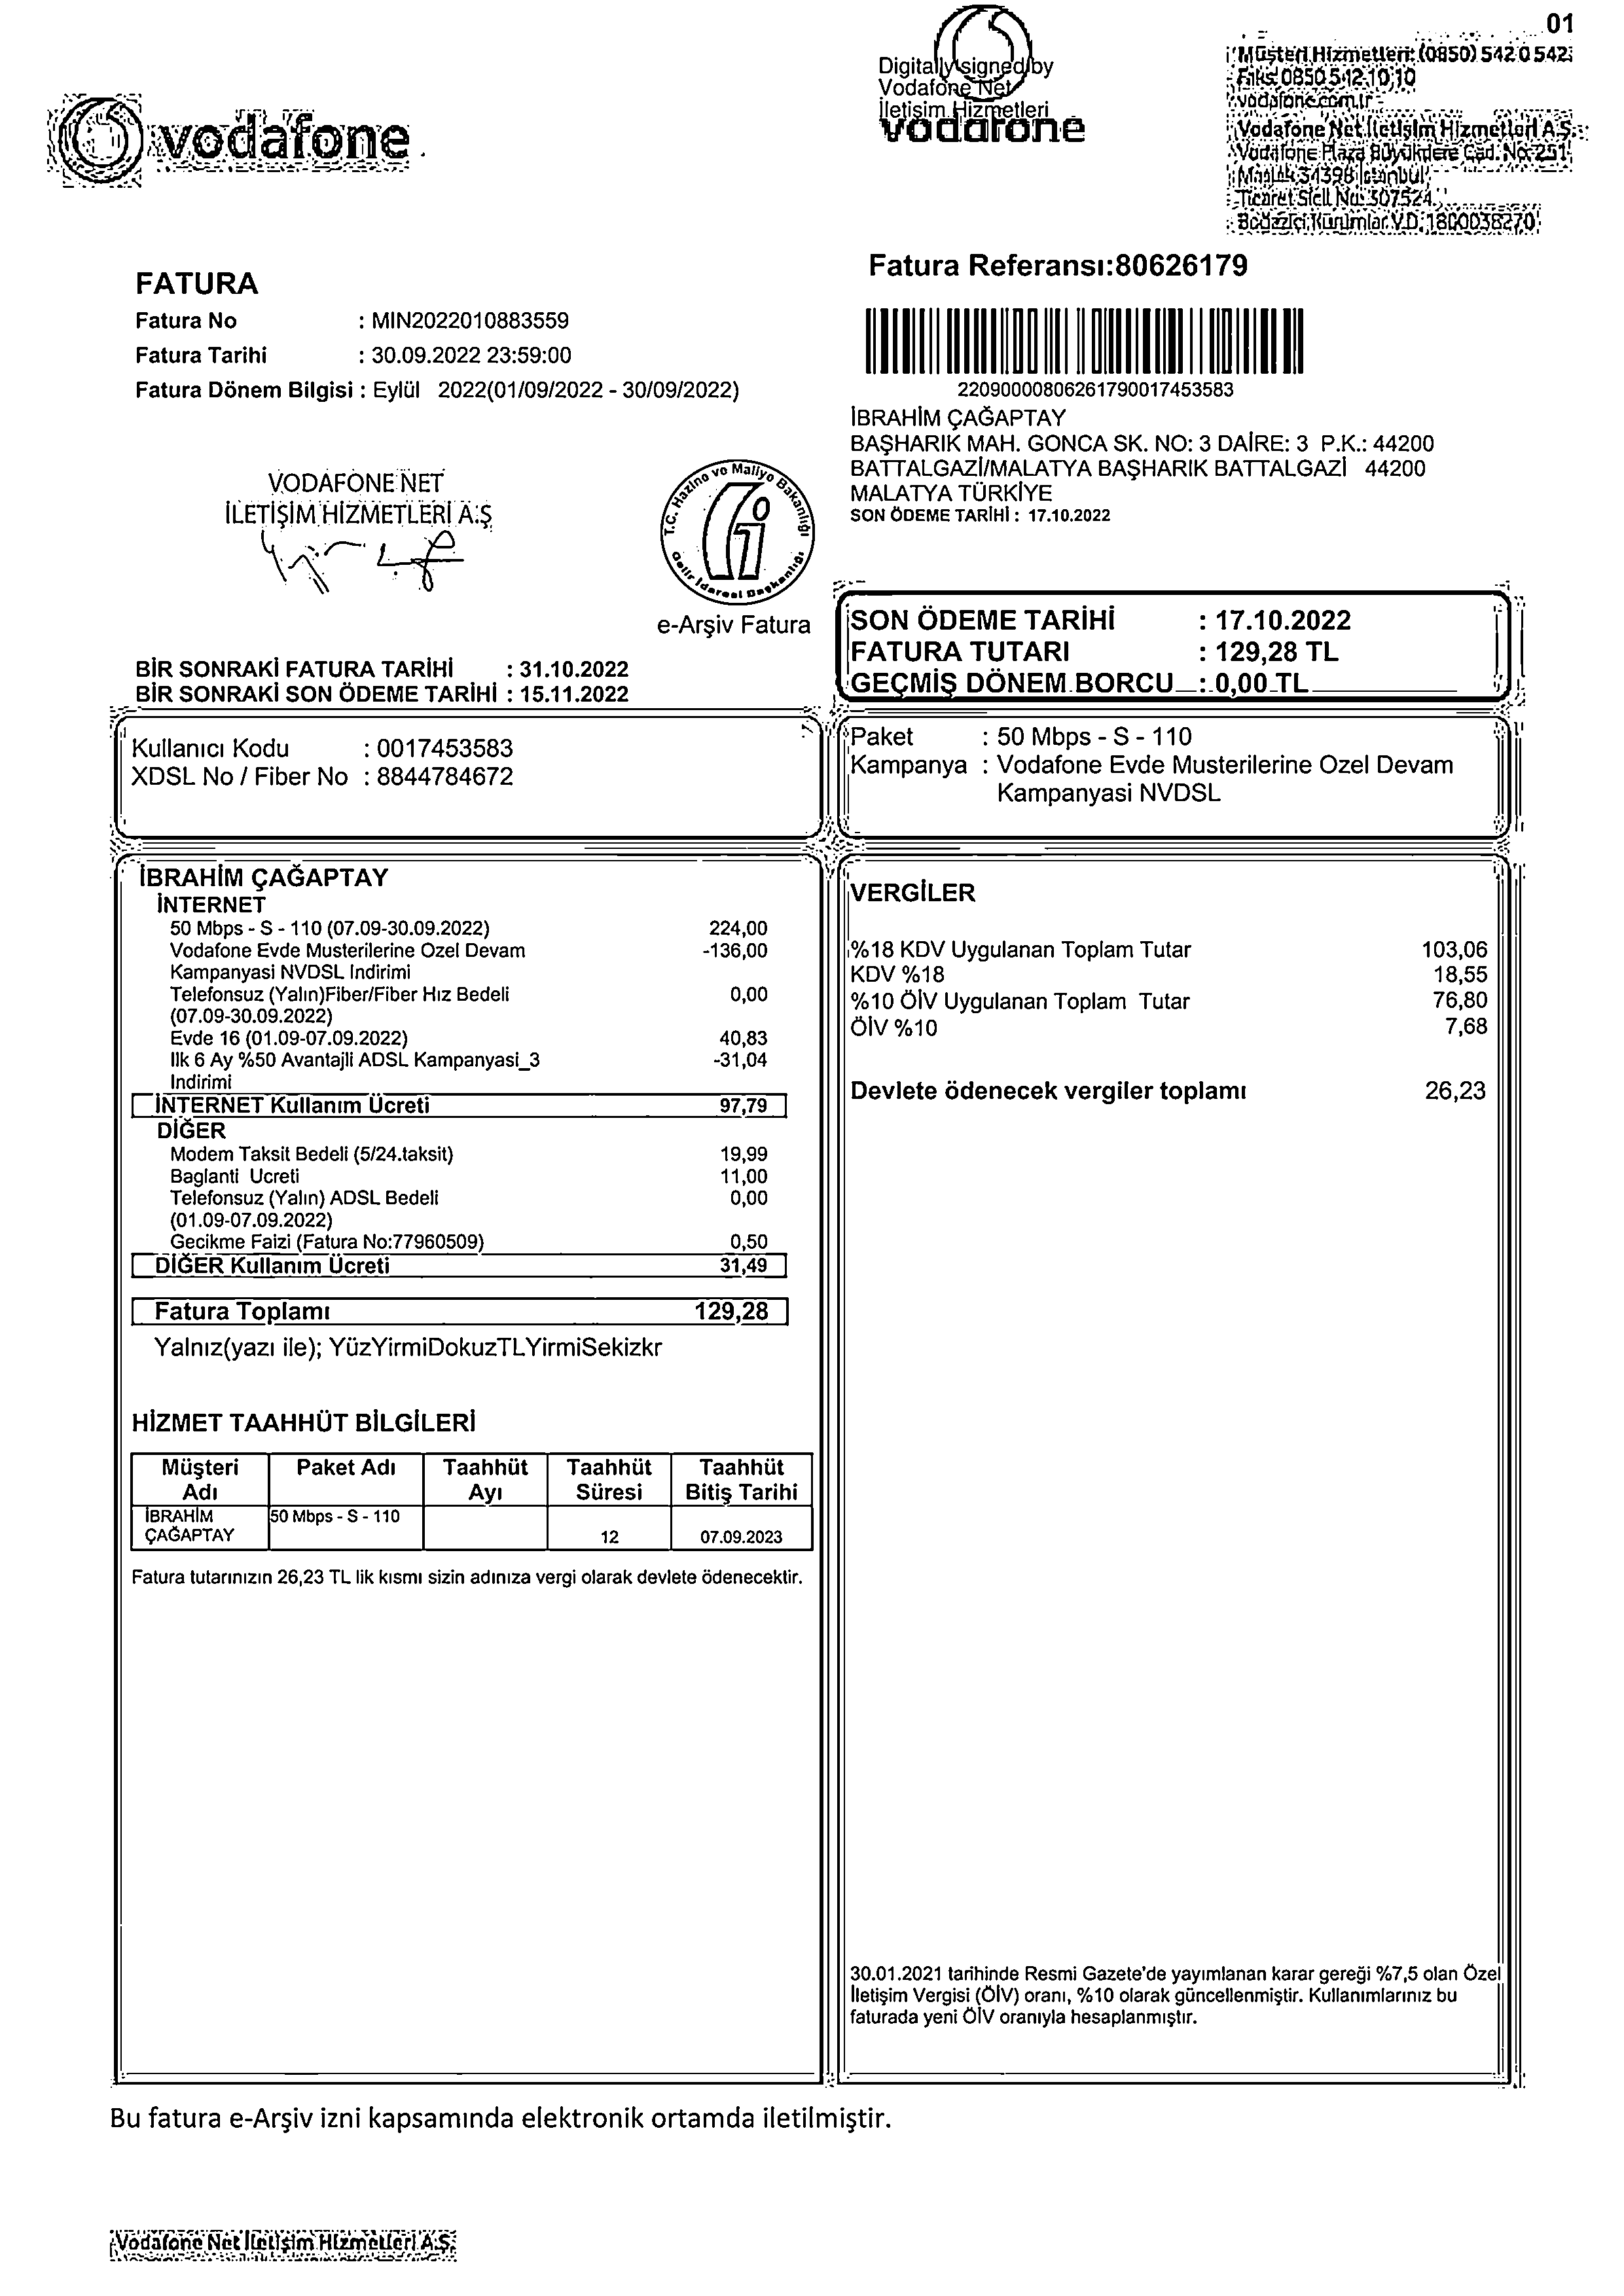 01
Digitally signed by
Vodafone Net
İletişim Hizmetleri
vodafone
vodafone
Müşteri Hizmetleri: (0850) 542 0 542
Faks: 0850 542 10 10
vodafone.com.tr
Vodafone Net İletişim Hizmetleri A.Ş.
Vodafone Plaza Büyükdere Cad. No: 251
Maslak 34398 İstanbul
Ticaret Sicil No: 307524
Boğaziçi Kurumlar V.D.
FATURA
Fatura No : MIN2022010883559
Fatura Tarihi : 30.09.2022 23:59:00
Fatura Dönem Bilgisi : Eylül 2022(01/09/2022 - 30/09/2022)
Fatura Referansı:80626179
22090000806261790017453583
İBRAHİM ÇAĞAPTAY
BAŞHARIK MAH. GONCA SK. NO: 3 DAİRE: 3 P.K.: 44200
BATTALGAZİ/MALATYA BAŞHARIK BATTALGAZİ 44200
MALATYA TÜRKİYE
SON ÖDEME TARİHİ : 17.10.2022
VODAFONE NET
İLETİŞİM HİZMETLERİ A.Ş
T.C. Hazine ve Maliye Bakanlığı
Gelir İdaresi Başkanlığı
e-Arşiv Fatura
SON ÖDEME TARİHİ : 17.10.2022
FATURA TUTARI : 129,28 TL
GEÇMİŞ DÖNEM BORCU : 0,00 TL
BİR SONRAKİ FATURA TARİHİ : 31.10.2022
BİR SONRAKİ SON ÖDEME TARİHİ : 15.11.2022
Kullanıcı Kodu : 0017453583
XDSL No / Fiber No : 8844784672
Paket : 50 Mbps - S - 110
Kampanya : Vodafone Evde Musterilerine Ozel Devam
Kampanyasi NVDSL
İBRAHİM ÇAĞAPTAY
İNTERNET
50 Mbps - S - 110 (07.09-30.09.2022) 224,00
Vodafone Evde Musterilerine Ozel Devam -136,00
Kampanyasi NVDSL Indirimi
Telefonsuz (Yalın)Fiber/Fiber Hız Bedeli 0,00
(07.09-30.09.2022)
Evde 16 (01.09-07.09.2022) 40,83
Ilk 6 Ay %50 Avantajli ADSL Kampanyasi_3 -31,04
Indirimi
İNTERNET Kullanım Ücreti 97,79
DİĞER
Modem Taksit Bedeli (5/24.taksit) 19,99
Baglanti Ucreti 11,00
Telefonsuz (Yalın) ADSL Bedeli 0,00
(01.09-07.09.2022)
Gecikme Faizi (Fatura No:77960509) 0,50
DİĞER Kullanım Ücreti 31,49
Fatura Toplamı 129,28
Yalnız(yazı ile); YüzYirmiDokuzTLYirmiSekizkr
HİZMET TAAHHÜT BİLGİLERİ
Müşteri Adı Paket Adı Taahhüt Ayı Taahhüt Süresi Taahhüt Bitiş Tarihi
İBRAHİM ÇAĞAPTAY 50 Mbps - S - 110 12 07.09.2023
Fatura tutarınızın 26,23 TL lik kısmı sizin adınıza vergi olarak devlete ödenecektir.
VERGİLER
%18 KDV Uygulanan Toplam Tutar 103,06
KDV %18 18,55
%10 ÖİV Uygulanan Toplam Tutar 76,80
ÖİV %10 7,68
Devlete ödenecek vergiler toplamı 26,23
30.01.2021 tarihinde Resmi Gazete'de yayımlanan karar gereği %7,5 olan Özel
İletişim Vergisi (ÖİV) oranı, %10 olarak güncellenmiştir. Kullanımlarınız bu
faturada yeni ÖİV oranıyla hesaplanmıştır.
Bu fatura e-Arşiv izni kapsamında elektronik ortamda iletilmiştir.
Vodafone Net İletişim Hizmetleri A.Ş.